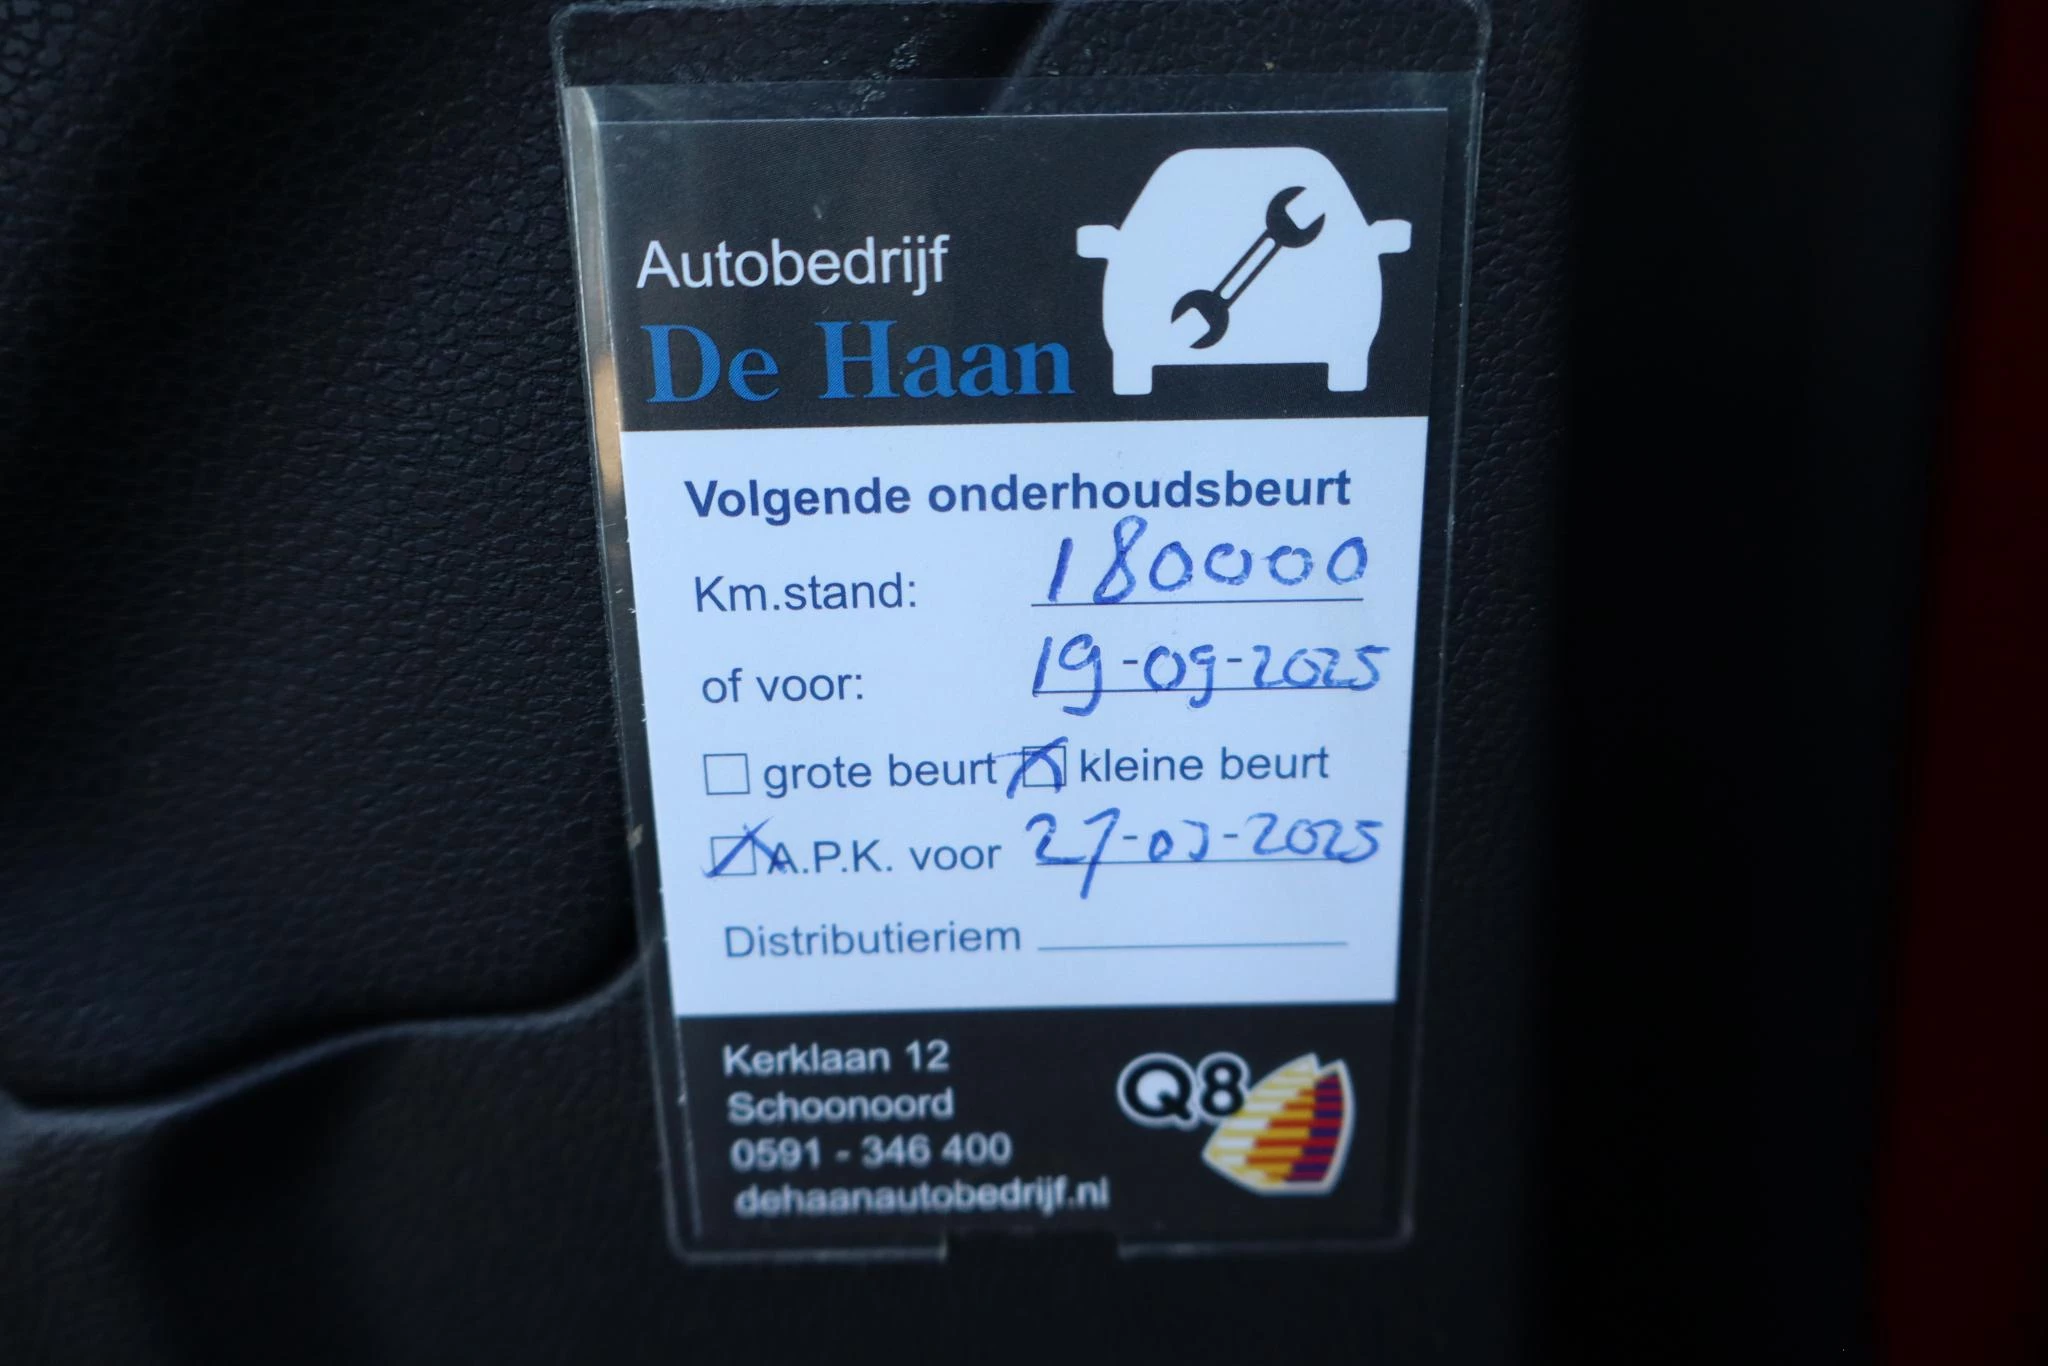 Autobedrijf
De Haan
Volgende onderhoudsbeurt
Km.stand: 180000
of voor: 19-09-2025
grote beurt kleine beurt
A.P.K. voor 27-03-2025
Distributieriem
Kerklaan 12
Schoonoord
0591 - 346 400
dehaanautobedrijf.nl
Q8